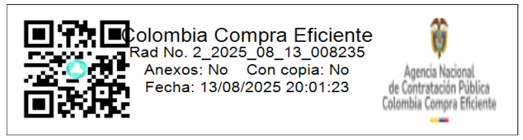 Colombia Compra Eficiente
Rad No. 2_2025_08_13_008235
Anexos: No Con copia: No
Fecha: 13/08/2025 20:01:23
Agencia Nacional
de Contratación Pública
Colombia Compra Eficiente